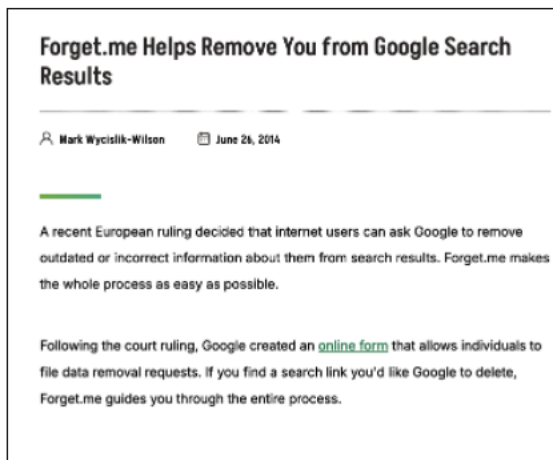 Forget.me Helps Remove You from Google Search
Results
Mark Wycislik-Wilson June 26, 2014
A recent European ruling decided that internet users can ask Google to remove
outdated or incorrect information about them from search results. Forget.me makes
the whole process as easy as possible.
Following the court ruling, Google created an online form that allows individuals to
file data removal requests. If you find a search link you'd like Google to delete,
Forget.me guides you through the entire process.